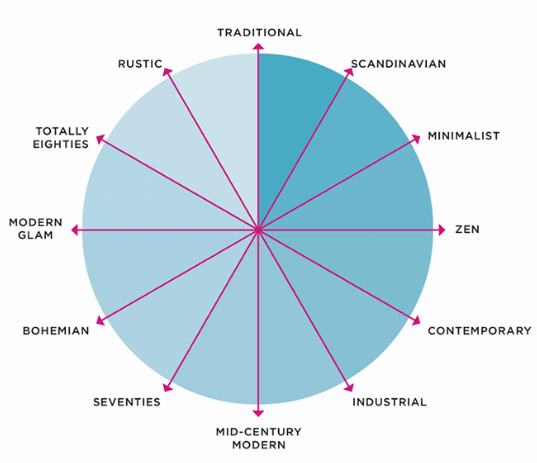 TRADITIONAL
SCANDINAVIAN
MINIMALIST
ZEN
CONTEMPORARY
INDUSTRIAL
MID-CENTURY
MODERN
SEVENTIES
BOHEMIAN
MODERN
GLAM
TOTALLY
EIGHTIES
RUSTIC